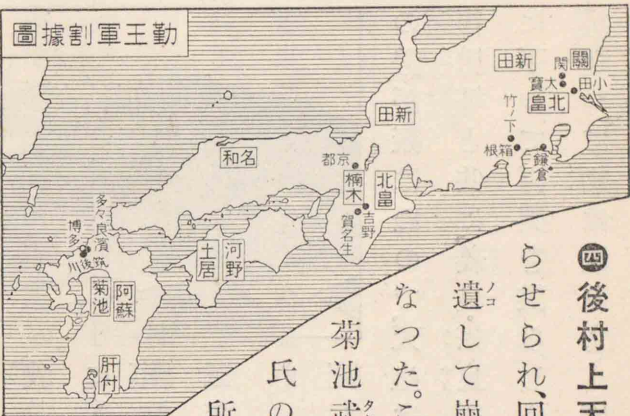 勤王軍割據圖
新田
關
関
大寶
小田
北畠
竹ノ下
箱根
鎌倉
新田
名和
京都
楠木
北畠
吉野
賀名生
河野
土居
多々良濱
博多
筑後川
阿蘇
菊池
肝付
四 後村上天
らせられ、回
遺して崩
ノコ
なつた。こ
菊池武
氏の
所